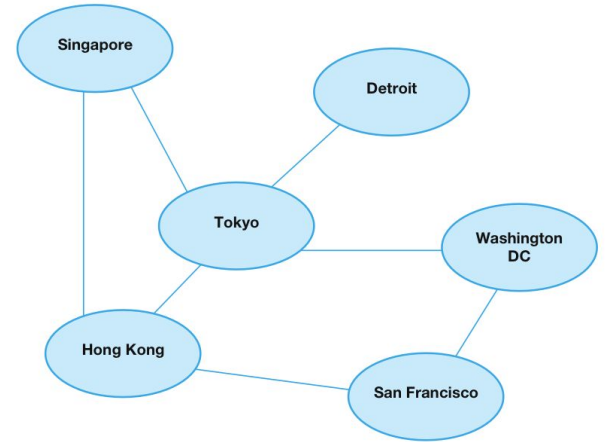 Singapore
Detroit
Tokyo
Washington
DC
Hong Kong
San Francisco